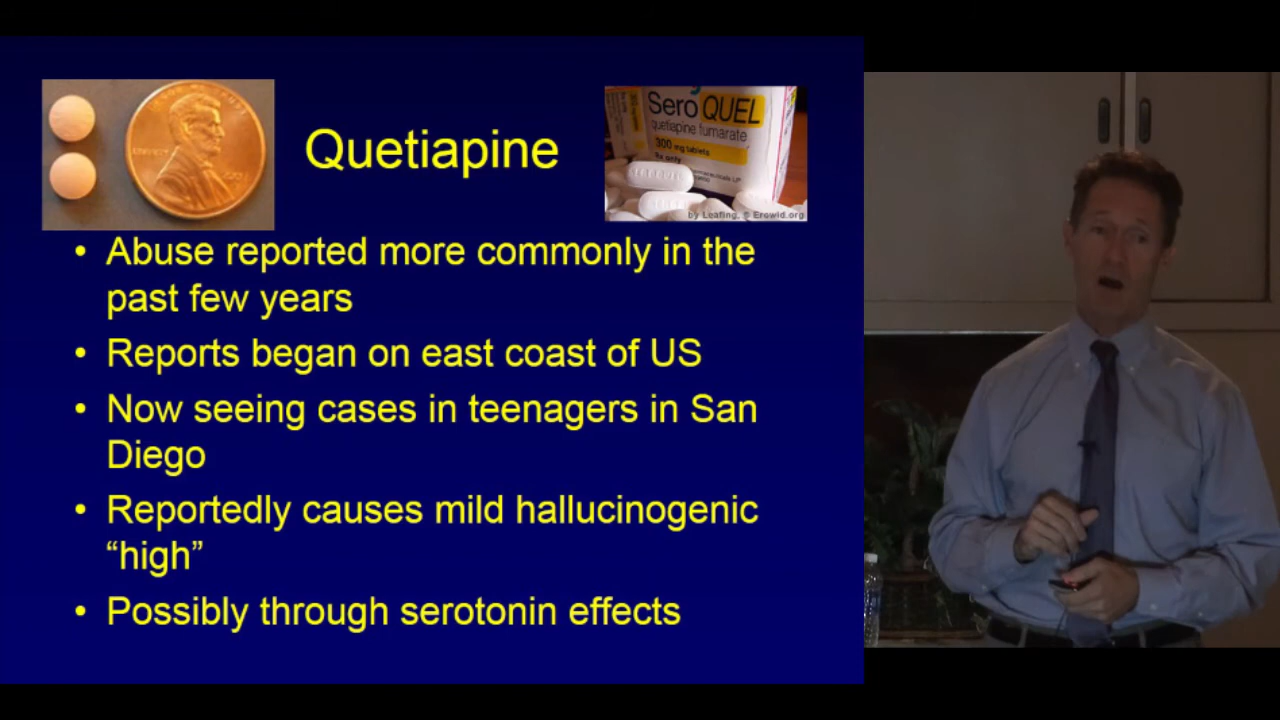 Quetiapine
SeroQUEL
quetiapine fumarate
300 mg tablets
Rx only
by Leafing, © Erowid.org
• Abuse reported more commonly in the
past few years
• Reports began on east coast of US
• Now seeing cases in teenagers in San
Diego
• Reportedly causes mild hallucinogenic
“high”
• Possibly through serotonin effects